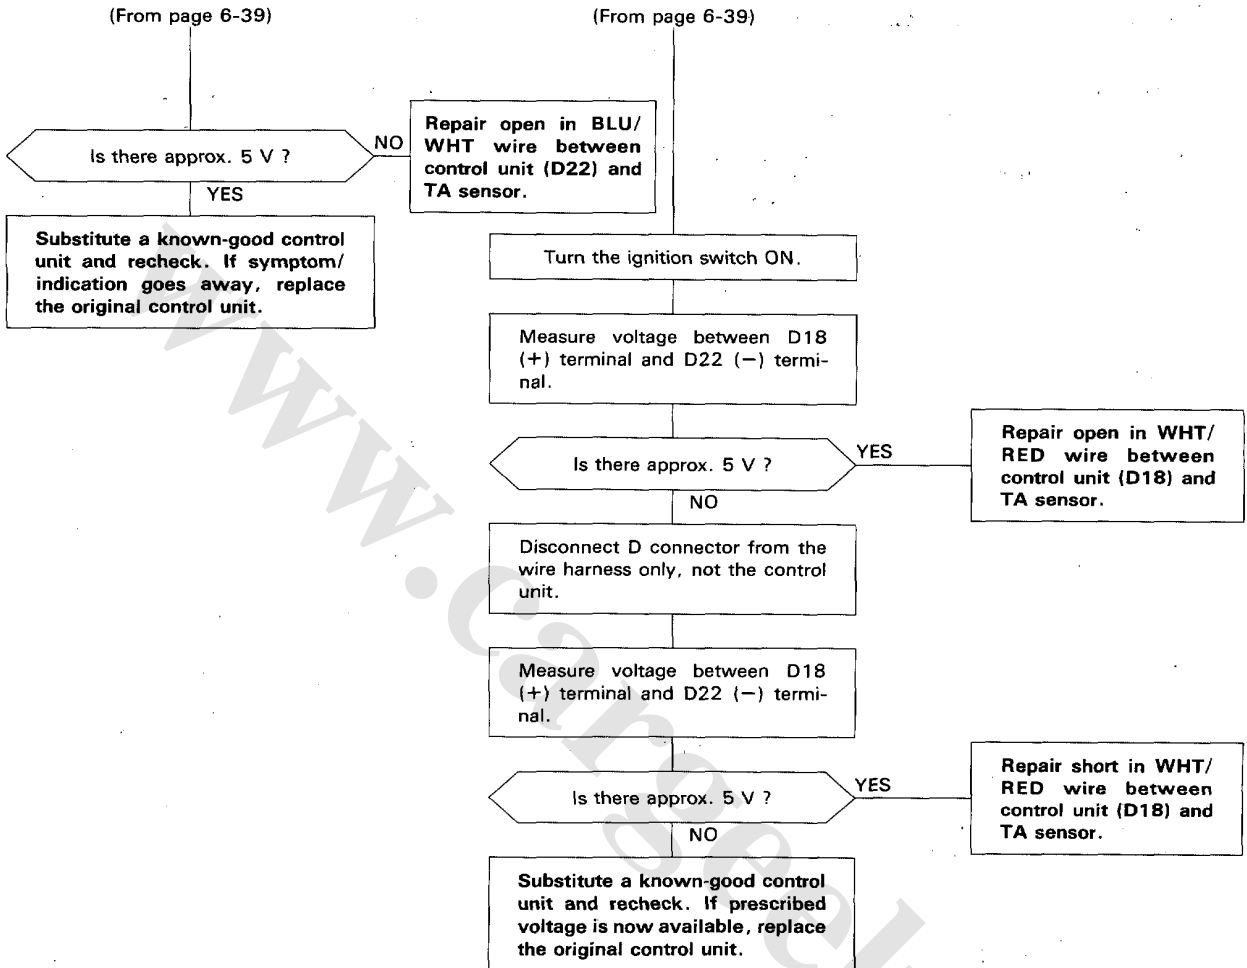 (From page 6-39)
(From page 6-39)
Is there approx. 5 V ?
NO
Repair open in BLU/
WHT wire between
control unit (D22) and
TA sensor.
YES
Substitute a known-good control
unit and recheck. If symptom/
indication goes away, replace
the original control unit.
Turn the ignition switch ON.
Measure voltage between D18
(+) terminal and D22 (−) termi-
nal.
Is there approx. 5 V ?
YES
Repair open in WHT/
RED wire between
control unit (D18) and
TA sensor.
NO
Disconnect D connector from the
wire harness only, not the control
unit.
Measure voltage between D18
(+) terminal and D22 (−) termi-
nal.
Is there approx. 5 V ?
YES
Repair short in WHT/
RED wire between
control unit (D18) and
TA sensor.
NO
Substitute a known-good control
unit and recheck. If prescribed
voltage is now available, replace
the original control unit.
www.cargeek